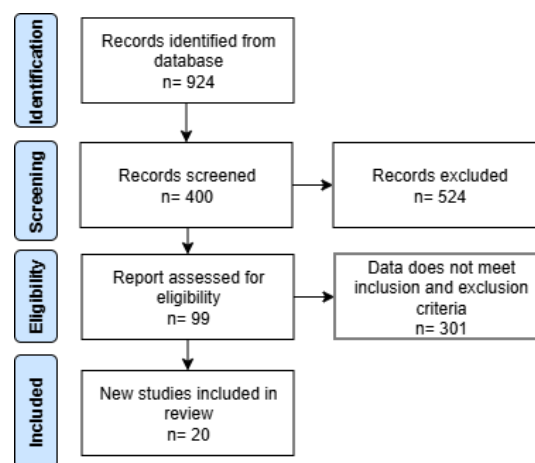 Identification
Records identified from
database
n= 924
Screening
Records screened
n= 400
Records excluded
n= 524
Eligibility
Report assessed for
eligibility
n= 99
Data does not meet
inclusion and exclusion
criteria
n= 301
Included
New studies included in
review
n= 20